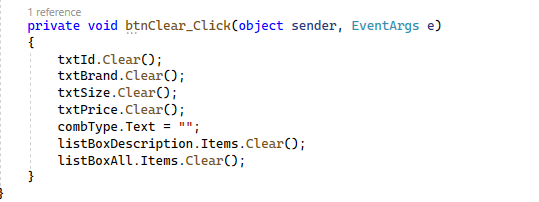 1 reference
private void btnClear_Click(object sender, EventArgs e)
{
txtId.Clear();
txtBrand.Clear();
txtSize.Clear();
txtPrice.Clear();
combType.Text = "";
listBoxDescription.Items.Clear();
listBoxAll.Items.Clear();
}
}